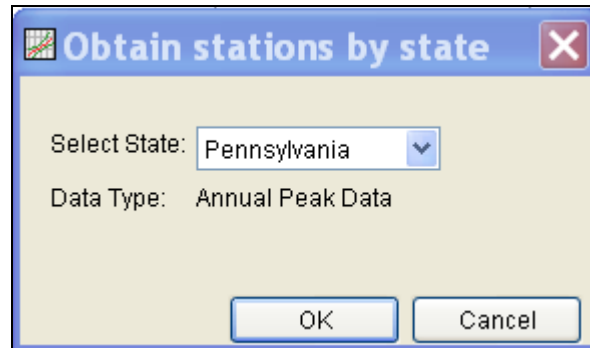 Obtain stations by state
Select State: Pennsylvania
Data Type: Annual Peak Data
OK Cancel